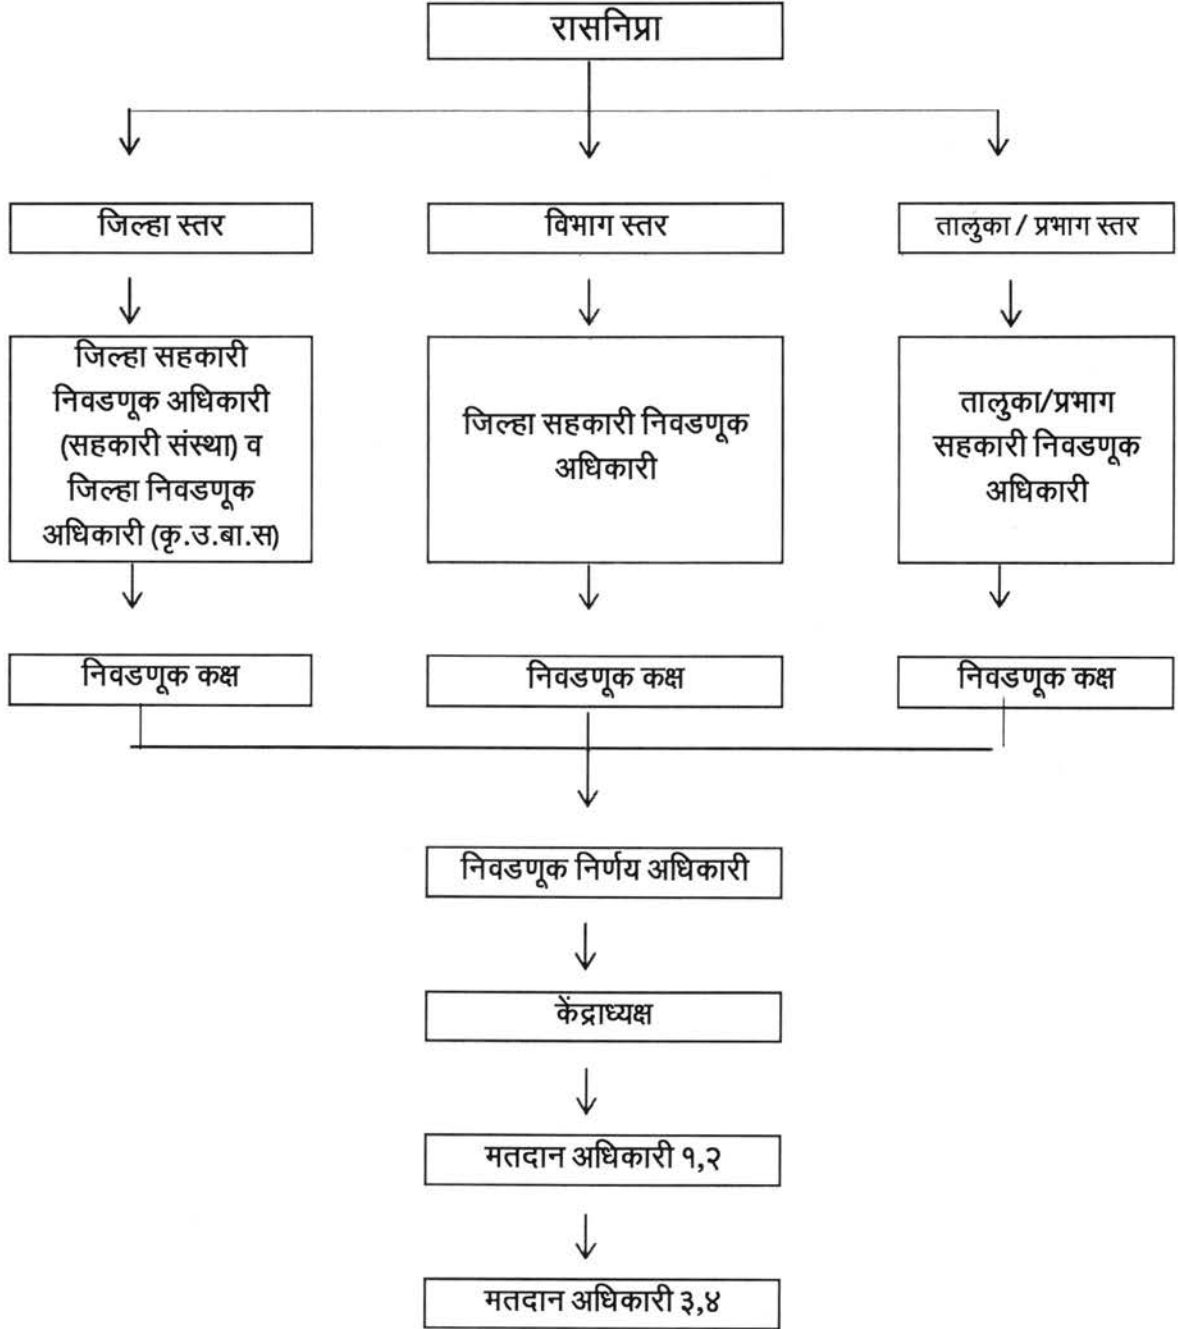 रासनिप्रा
जिल्हा स्तर
विभाग स्तर
तालुका / प्रभाग स्तर
जिल्हा सहकारी
निवडणूक अधिकारी
(सहकारी संस्था) व
जिल्हा निवडणूक
अधिकारी (कृ.उ.बा.स)
जिल्हा सहकारी निवडणूक
अधिकारी
तालुका/प्रभाग
सहकारी निवडणूक
अधिकारी
निवडणूक कक्ष
निवडणूक कक्ष
निवडणूक कक्ष
निवडणूक निर्णय अधिकारी
केंद्राध्यक्ष
मतदान अधिकारी १,२
मतदान अधिकारी ३,४